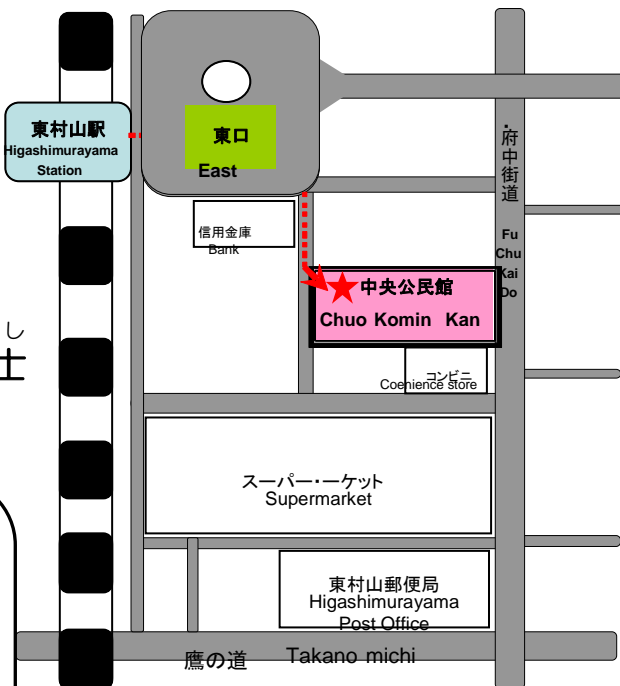 東村山駅
Higashimurayama
Station
東口
East
・府中街道
Fu
Chu
Kai
Do
信用金庫
Bank
中央公民館
Chuo Komin Kan
し
士
コンビニ
Coenience store
スーパー・ーケット
Supermarket
東村山郵便局
Higashimurayama
Post Office
鷹の道 Takano michi